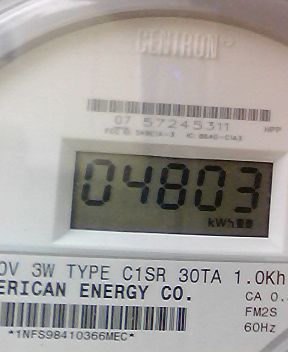 CENTRON
07 57245311 HPP
04803
kWh
0V 3W TYPE C1SR 30TA 1.0Kh
ERICAN ENERGY CO. CA 0.
FM2S
*1NFS98410366MEC* 60Hz